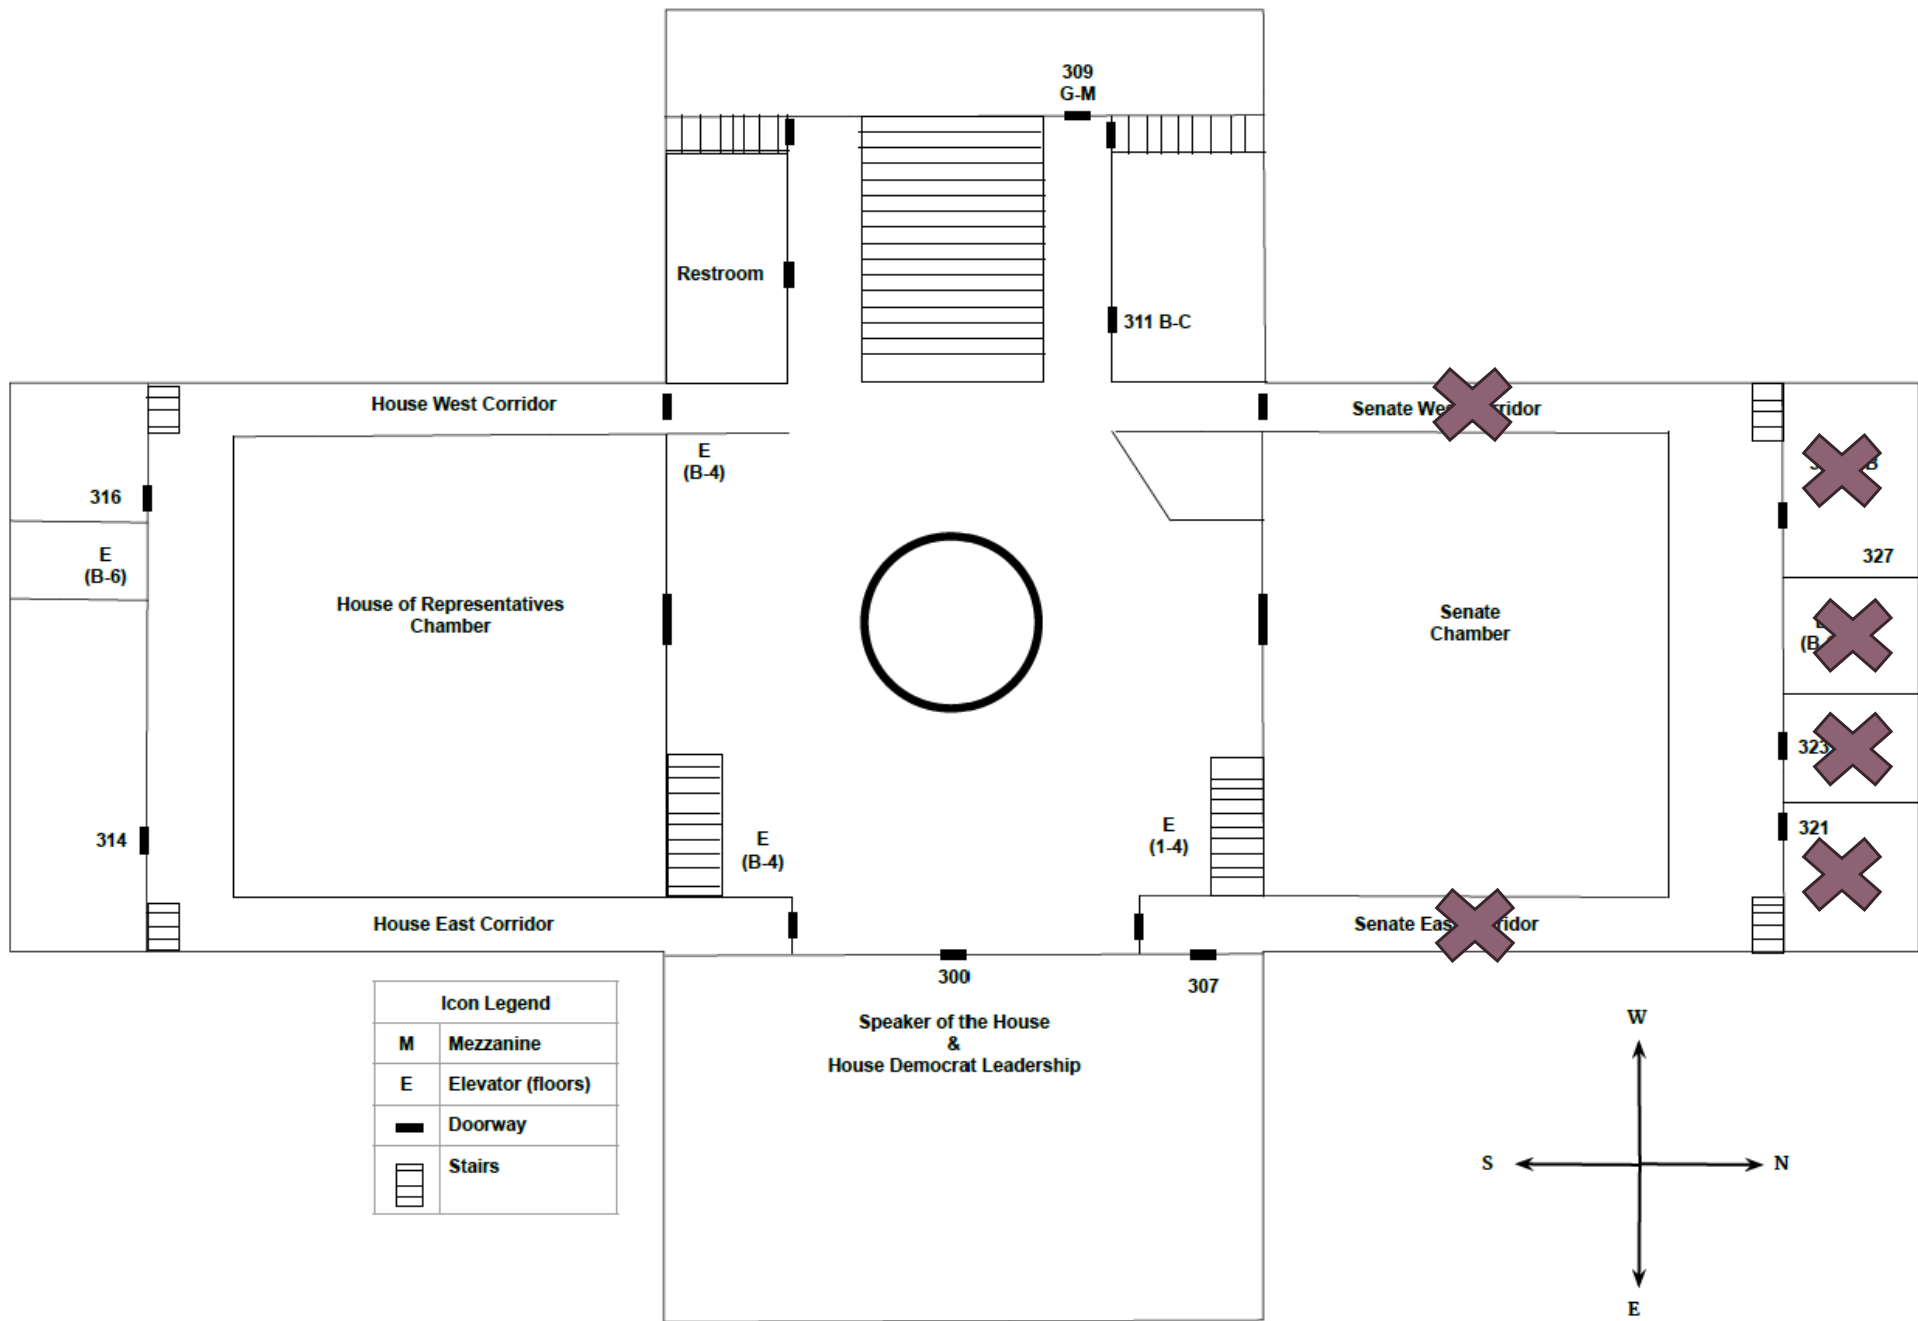 309
G-M
Restroom
311 B-C
House West Corridor
Senate
E
(B-4)
316
E
(B-6)
327
House of Representatives
Chamber
Senate
Chamber
323
314
E
(B-4)
E
(1-4)
321
House East Corridor
Senate
300
307
Speaker of the House
&
House Democrat Leadership
Icon Legend
M Mezzanine
E Elevator (floors)
Doorway
Stairs
W
S
N
E